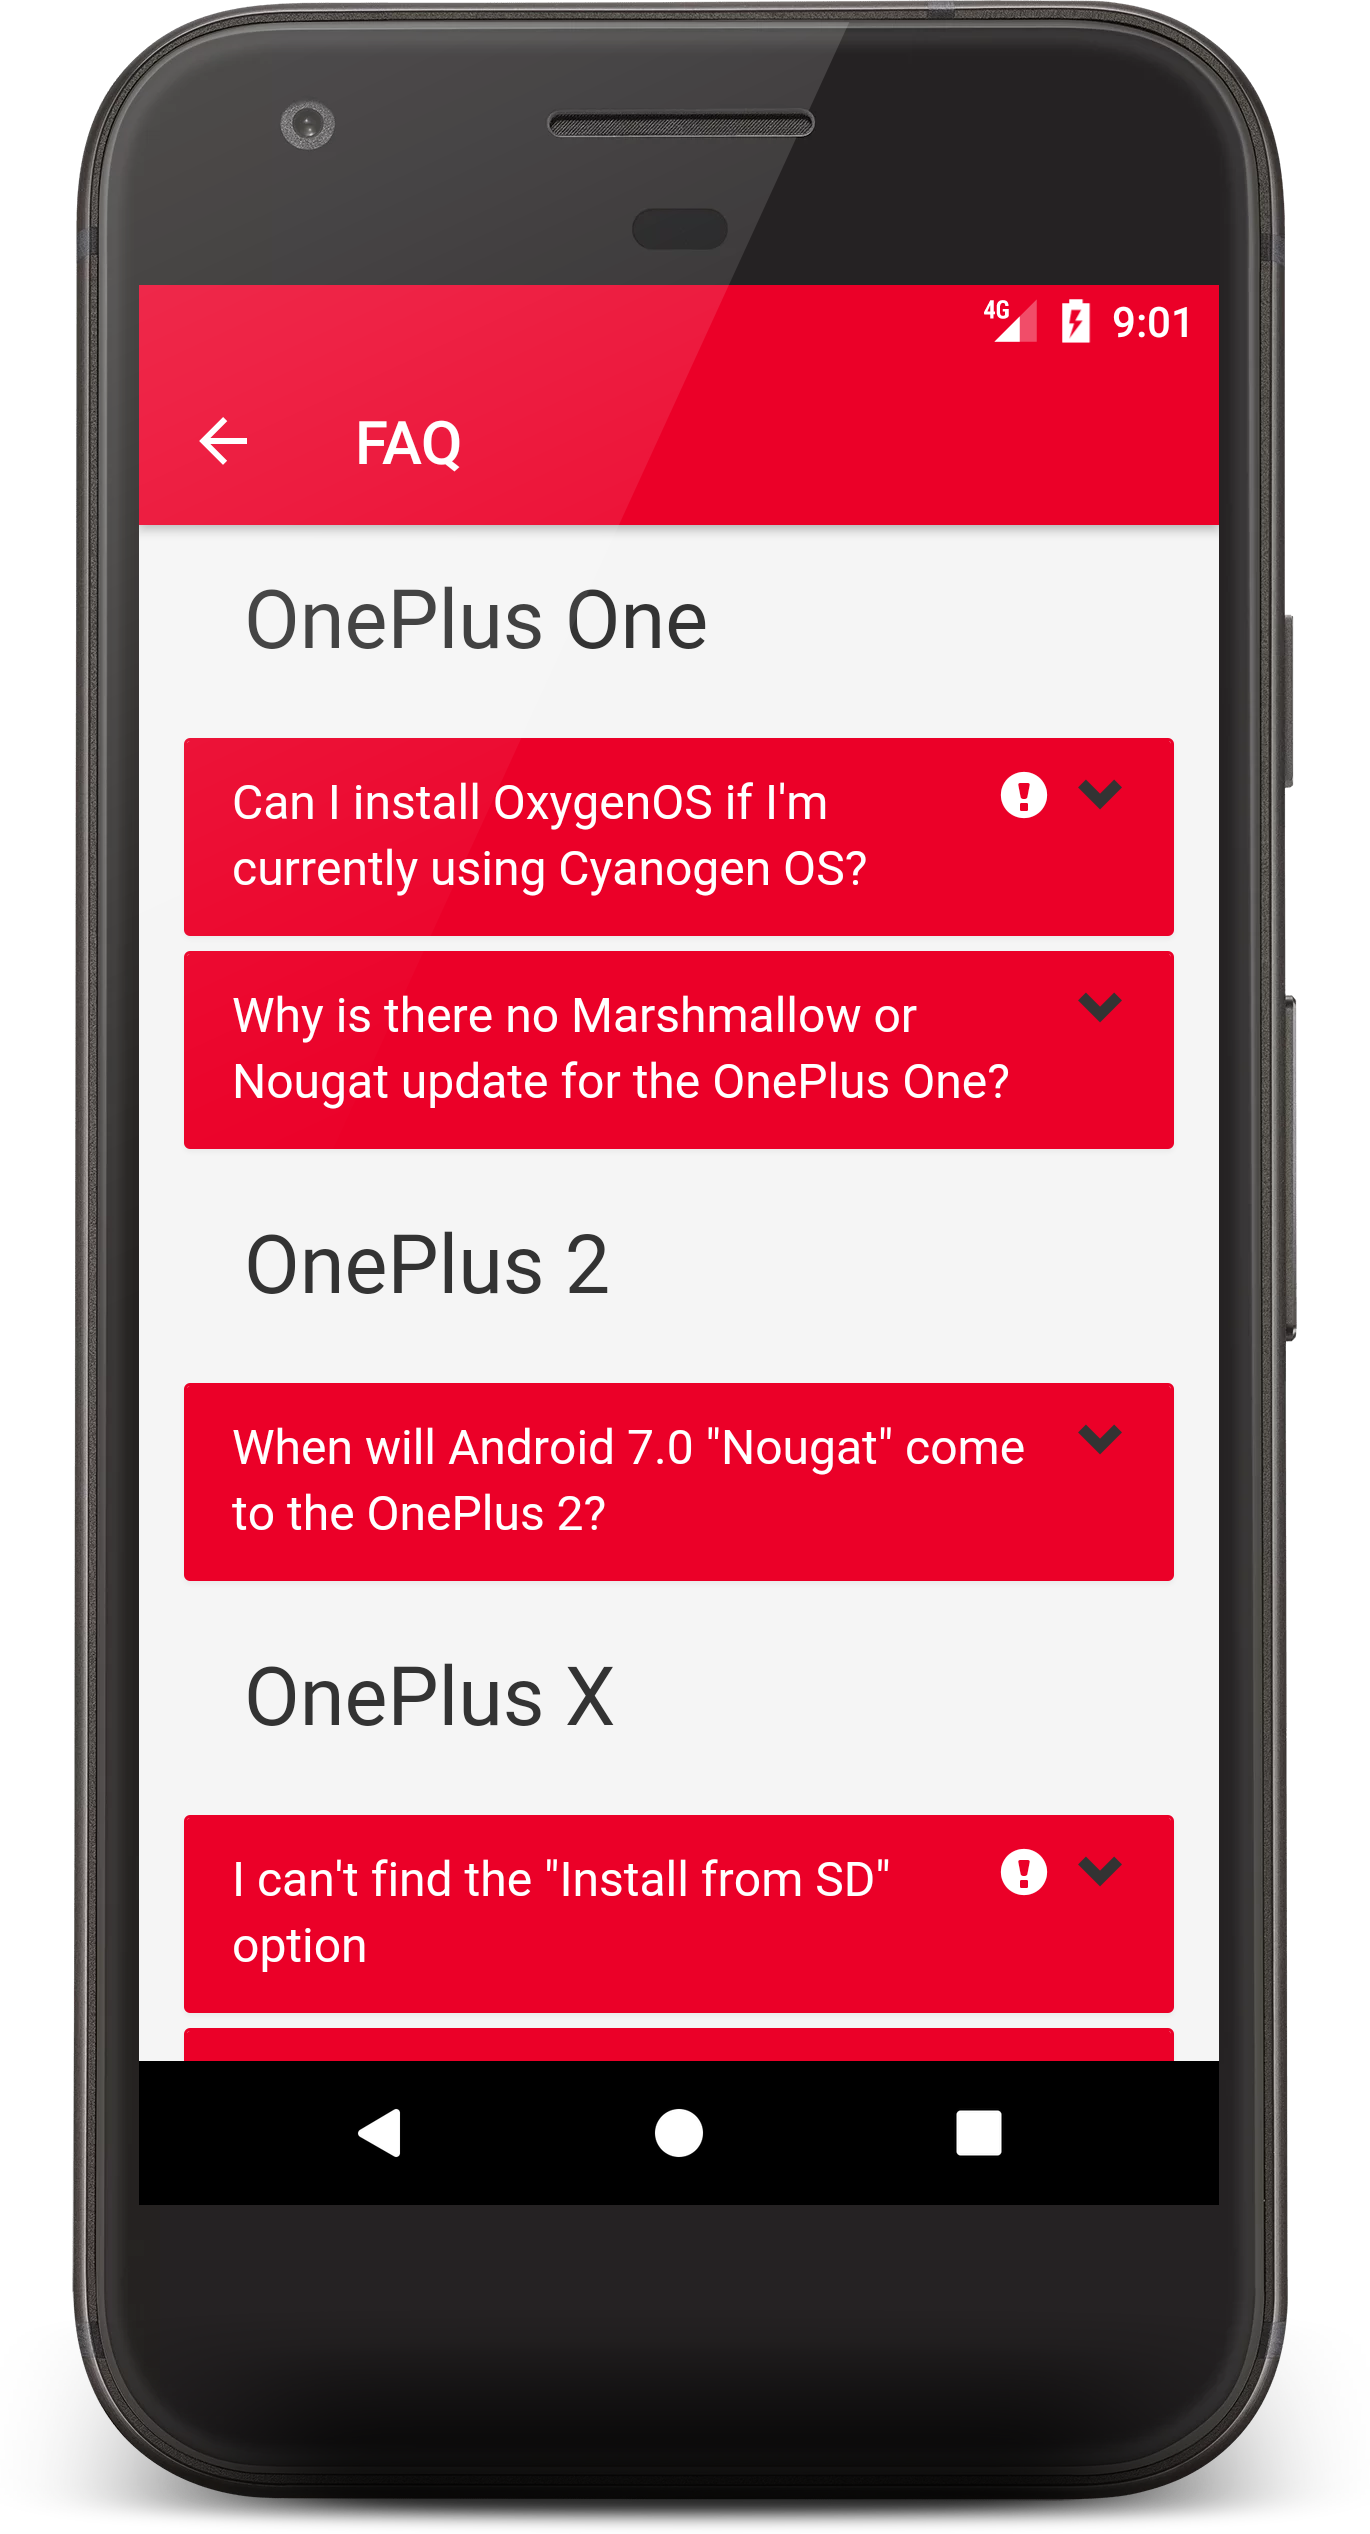 4G 9:01
FAQ
OnePlus One
Can I install OxygenOS if I'm
currently using Cyanogen OS?
Why is there no Marshmallow or
Nougat update for the OnePlus One?
OnePlus 2
When will Android 7.0 "Nougat" come
to the OnePlus 2?
OnePlus X
I can't find the "Install from SD"
option